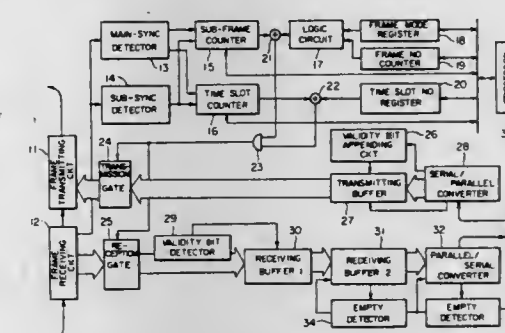 MAIN-SYNC
DETECTOR
13
SUB-FRAME
COUNTER
15
21
LOGIC
CIRCUIT
17
FRAME MODE
REGISTER
18
FRAME NO
COUNTER
19
14
SUB-SYNC
DETECTOR
TIME SLOT
COUNTER
16
22
TIME SLOT NO
REGISTER
20
23
11
FRAME
TRANSMITTING
CKT
24
TRANS-
MISSION
GATE
VALIDITY BIT
APPENDING
CKT
26
TRANSMITTING
BUFFER
27
28
SERIAL/
PARALLEL
CONVERTER
12
FRAME
RECEIVING
CKT
25
RE-
CEPTION
GATE
29
VALIDITY BIT
DETECTOR
30
RECEIVING
BUFFER 1
31
RECEIVING
BUFFER 2
32
PARALLEL/
SERIAL
CONVERTER
34
EMPTY
DETECTOR
EMPTY
DETECTOR